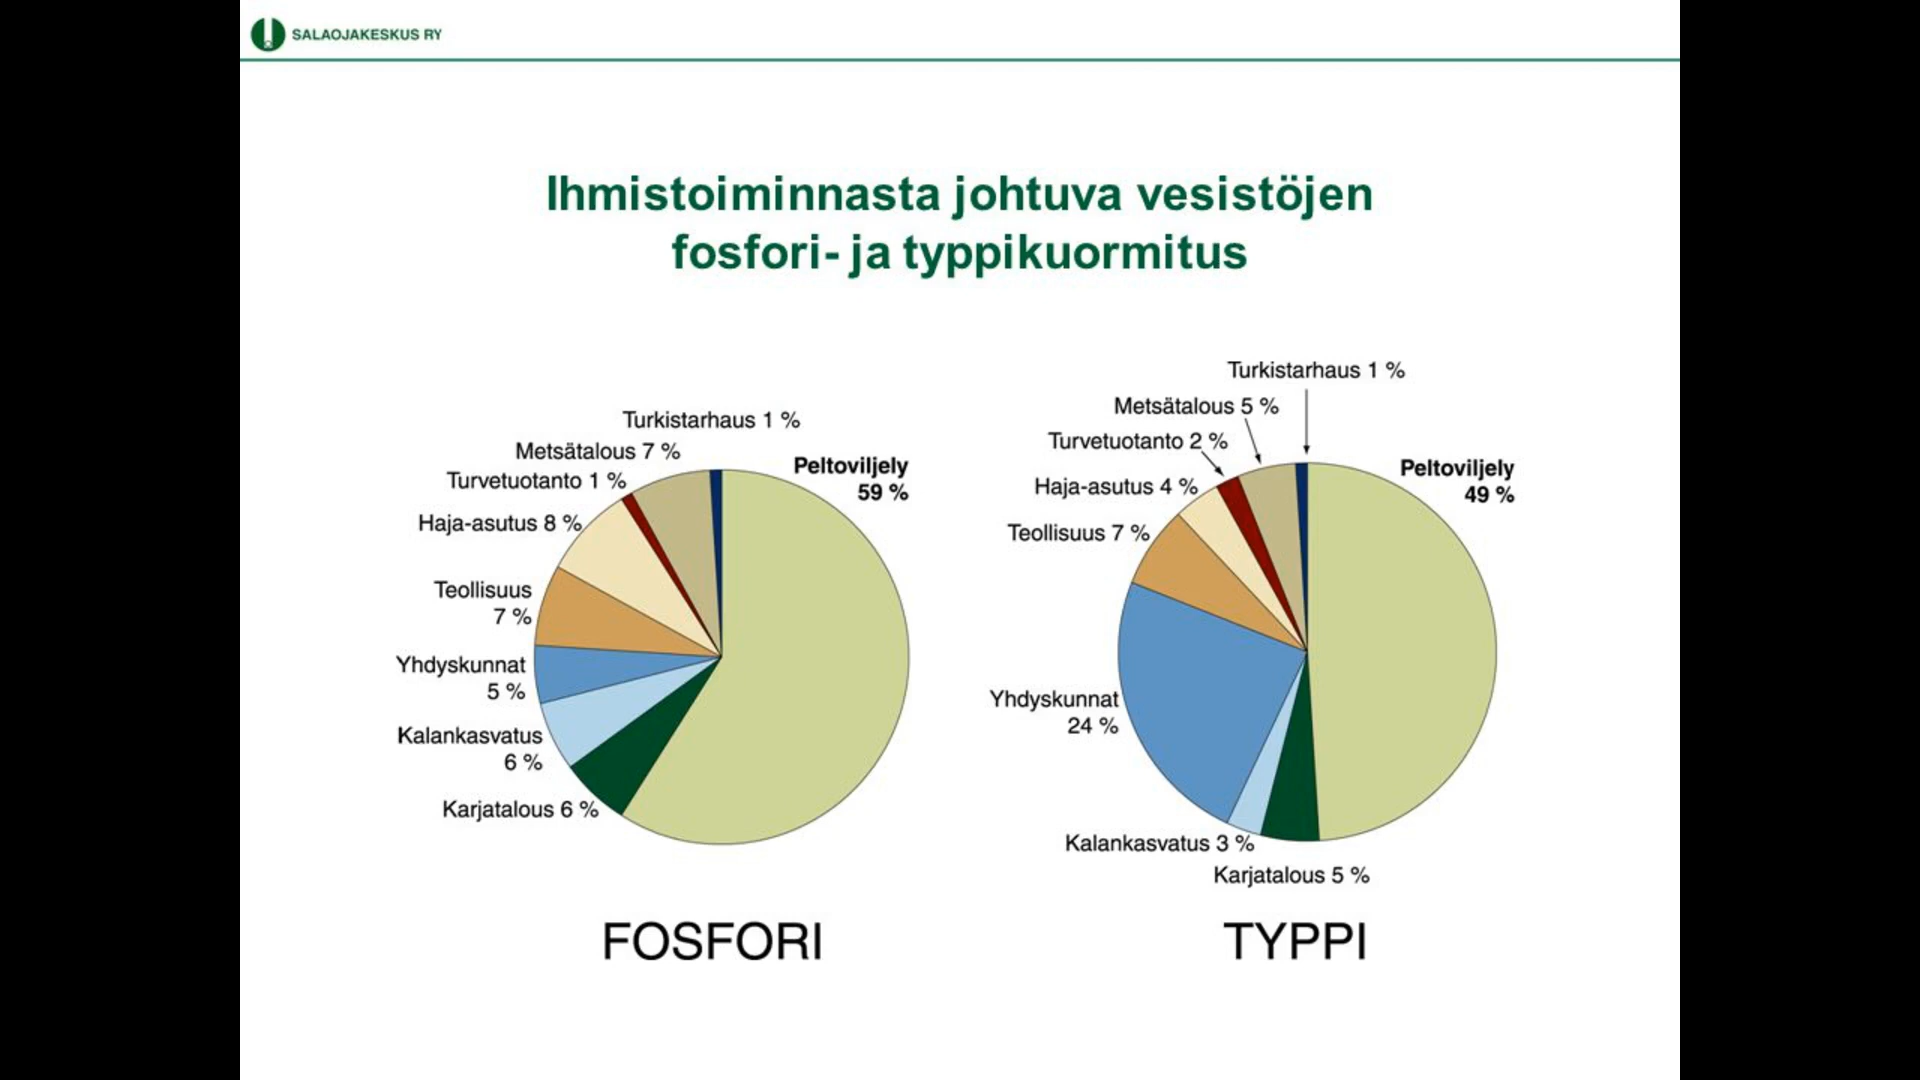 SALAOJAKESKUS RY
Ihmistoiminnasta johtuva vesistöjen
fosfori- ja typpikuormitus
Turkistarhaus 1 %
Metsätalous 7 %
Turvetuotanto 1 %
Haja-asutus 8 %
Teollisuus
7 %
Yhdyskunnat
5 %
Kalankasvatus
6 %
Karjatalous 6 %
Peltoviljely
59 %
FOSFORI
Turkistarhaus 1 %
Metsätalous 5 %
Turvetuotanto 2 %
Haja-asutus 4 %
Teollisuus 7 %
Yhdyskunnat
24 %
Kalankasvatus 3 %
Karjatalous 5 %
Peltoviljely
49 %
TYPPI